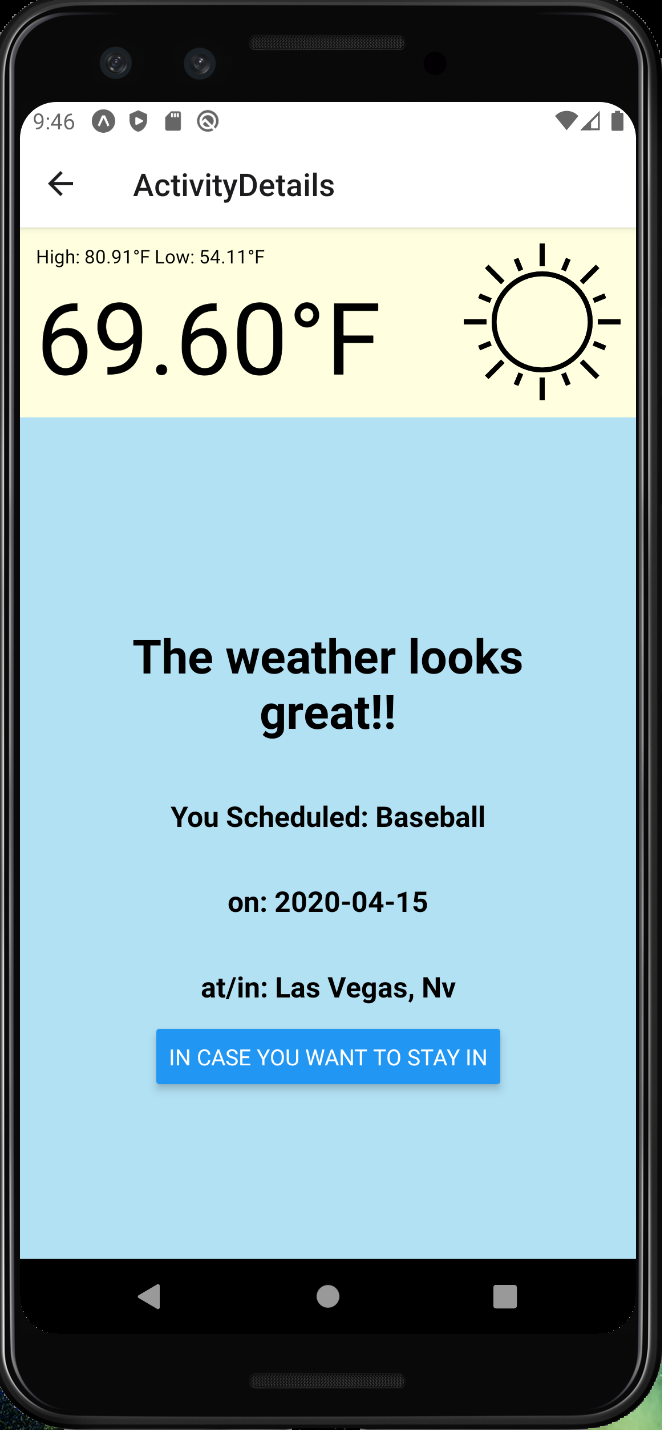 9:46
ActivityDetails
High: 80.91°F Low: 54.11°F
69.60°F
The weather looks
great!!
You Scheduled: Baseball
on: 2020-04-15
at/in: Las Vegas, Nv
IN CASE YOU WANT TO STAY IN